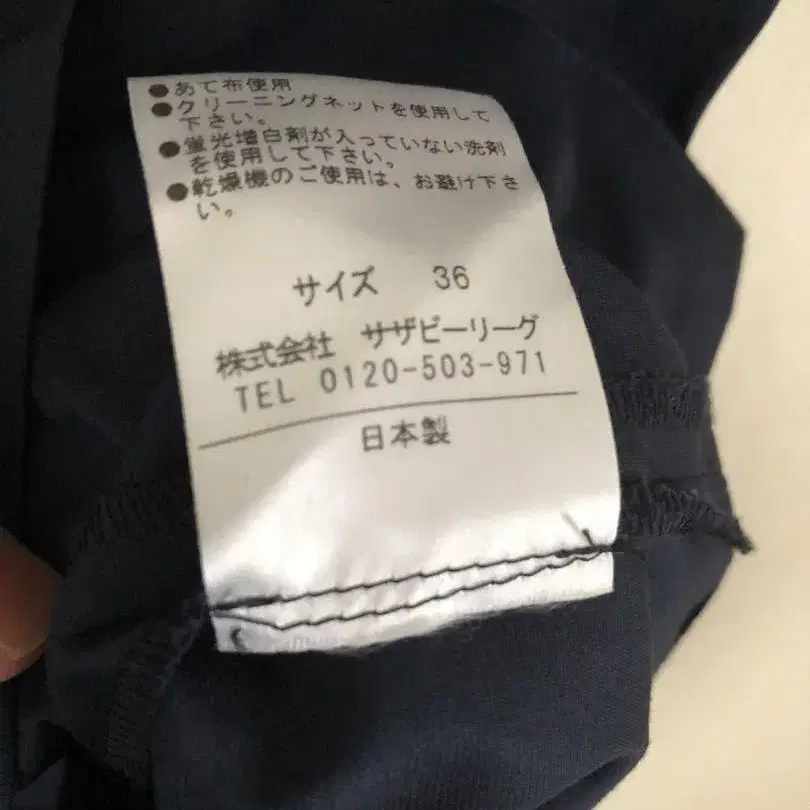 ●あて布使用
●クリーニングネットを使用して
下さい。
●蛍光増白剤が入っていない洗剤
を使用して下さい。
●乾燥機のご使用は、お避け下さ
い。
サイズ 36
株式会社 サザビーリーグ
TEL 0120-503-971
日本製